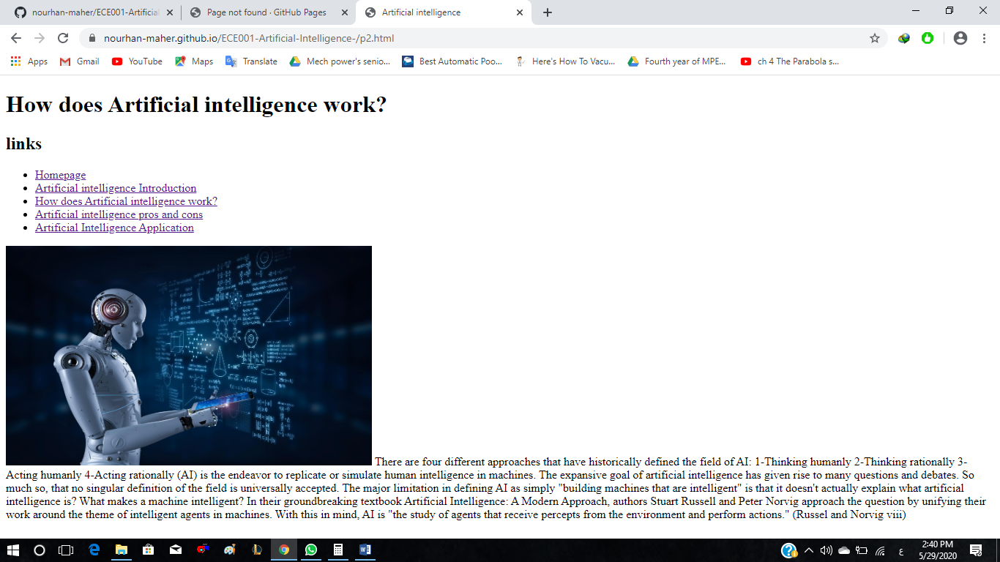 nourhan-maher/ECE001-Artificial
Page not found · GitHub Pages
Artificial intelligence
nourhan-maher.github.io/ECE001-Artificial-Intelligence-/p2.html
Apps
Gmail
YouTube
Maps
Translate
Mech power's senio...
Best Automatic Poo...
Here's How To Vacu...
Fourth year of MPE...
ch 4 The Parabola s...
How does Artificial intelligence work?
links
Homepage
Artificial intelligence Introduction
How does Artificial intelligence work?
Artificial intelligence pros and cons
Artificial Intelligence Application
There are four different approaches that have historically defined the field of AI: 1-Thinking humanly 2-Thinking rationally 3-
Acting humanly 4-Acting rationally (AI) is the endeavor to replicate or simulate human intelligence in machines. The expansive goal of artificial intelligence has given rise to many questions and debates. So
much so, that no singular definition of the field is universally accepted. The major limitation in defining AI as simply "building machines that are intelligent" is that it doesn't actually explain what artificial
intelligence is? What makes a machine intelligent? In their groundbreaking textbook Artificial Intelligence: A Modern Approach, authors Stuart Russell and Peter Norvig approach the question by unifying their
work around the theme of intelligent agents in machines. With this in mind, AI is "the study of agents that receive percepts from the environment and perform actions." (Russel and Norvig viii)
ع
2:40 PM
5/29/2020